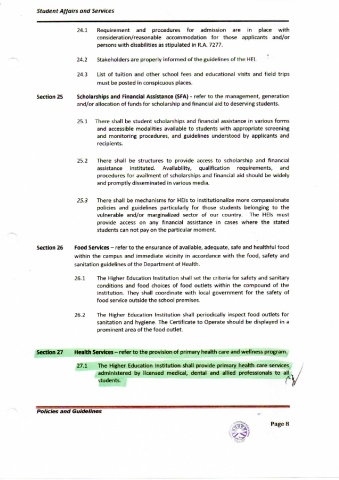 Student Affairs and Services
24.1 Requirement and procedures for admission are in place with
consideration/reasonable accommodation for those applicants and/or
persons with disabilities as stipulated in R.A. 7277.
24.2 Stakeholders are properly informed of the guidelines of the HEI.
24.3 List of tuition and other school fees and educational visits and field trips
must be posted in conspicuous places.
Section 25 Scholarships and Financial Assistance (SFA) - refer to the management, generation
and/or allocation of funds for scholarship and financial aid to deserving students.
25.1 There shall be student scholarships and financial assistance in various forms
and accessible modalities available to students with appropriate screening
and monitoring procedures, and guidelines understood by applicants and
recipients.
25.2 There shall be structures to provide access to scholarship and financial
assistance instituted. Availability, qualification requirements, and
procedures for availment of scholarships and financial aid should be widely
and promptly disseminated in various media.
25.3 There shall be mechanisms for HEIs to institutionalize more compassionate
policies and guidelines particularly for those students belonging to the
vulnerable and/or marginalized sector of our country. The HEIs must
provide access on any financial assistance in cases where the stated
students can not pay on the particular moment.
Section 26 Food Services – refer to the ensurance of available, adequate, safe and healthful food
within the campus and immediate vicinity in accordance with the food, safety and
sanitation guidelines of the Department of Health.
26.1 The Higher Education Institution shall set the criteria for safety and sanitary
conditions and food choices of food outlets within the compound of the
institution. They shall coordinate with local government for the safety of
food service outside the school premises.
26.2 The Higher Education Institution shall periodically inspect food outlets for
sanitation and hygiene. The Certificate to Operate should be displayed in a
prominent area of the food outlet.
Section 27 Health Services – refer to the provision of primary health care and wellness program.
27.1 The Higher Education Institution shall provide primary health care services
administered by licensed medical, dental and allied professionals to all
students.
Policies and Guidelines
Page 8